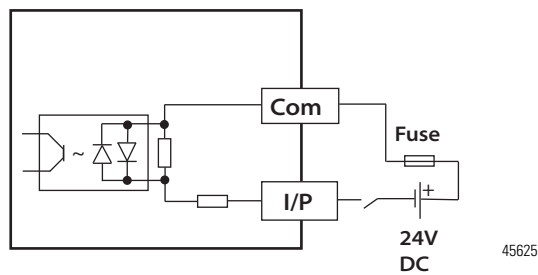 Com
Fuse
~
I/P
+
24V
DC
45625